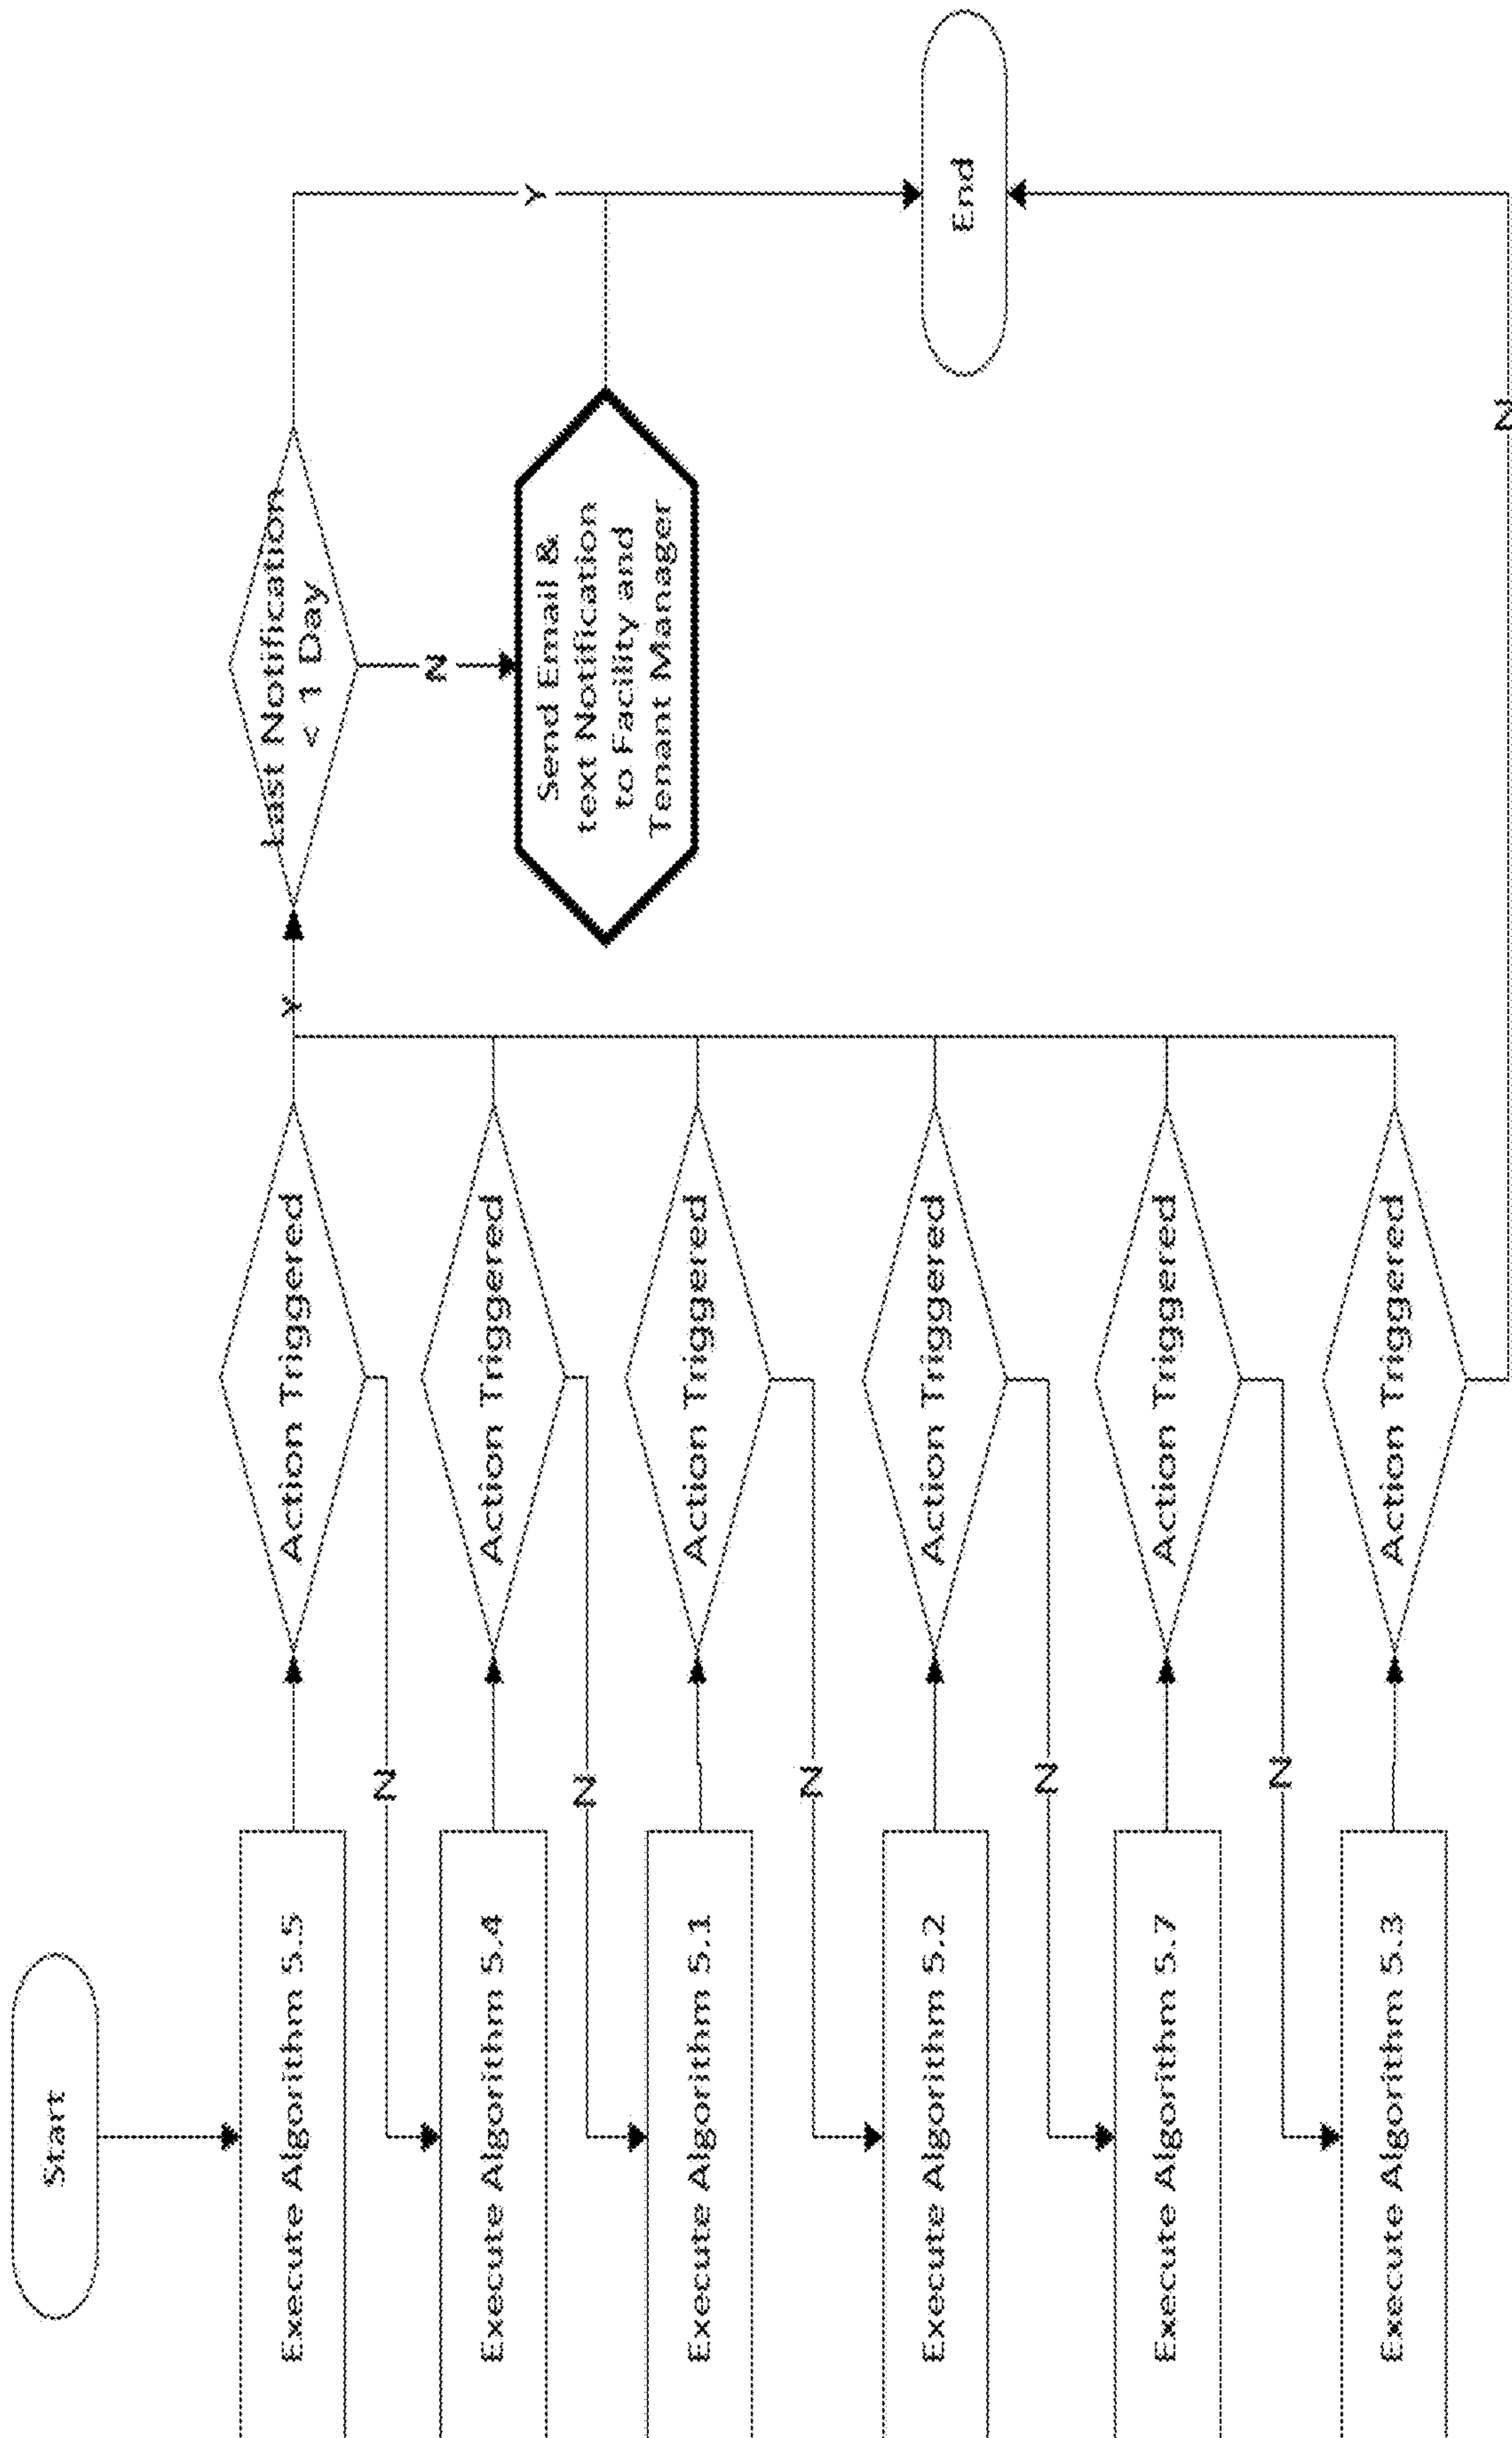 Start
Execute Algorithm 5.5
Action Triggered
Y
Last Notification
< 1 Day
Y
N
N
Execute Algorithm 5.4
Action Triggered
Send Email &
text Notification
to Facility and
Tenant Manager
N
Execute Algorithm 5.1
Action Triggered
N
Execute Algorithm 5.2
Action Triggered
End
N
Execute Algorithm 5.7
Action Triggered
N
Execute Algorithm 5.3
Action Triggered
N